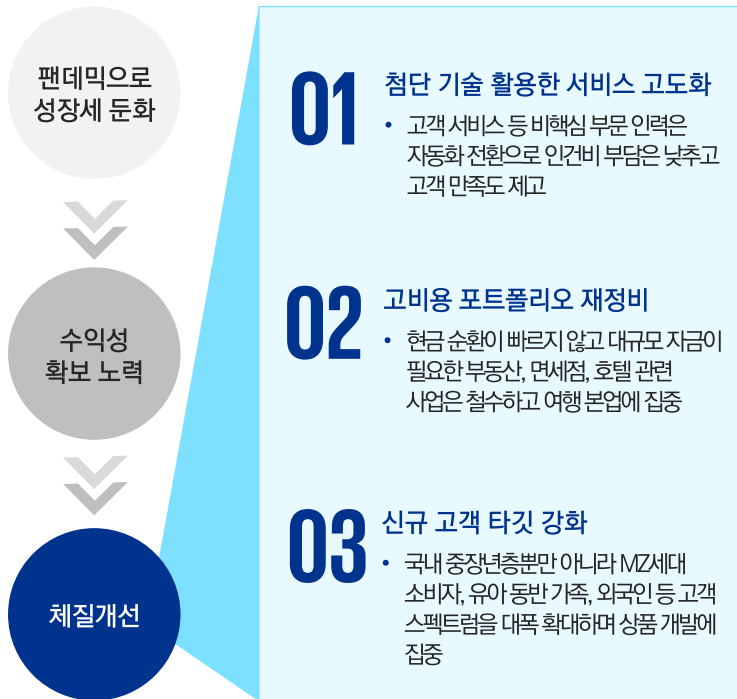 팬데믹으로
성장세 둔화
수익성
확보 노력
체질개선
01 첨단 기술 활용한 서비스 고도화
• 고객 서비스 등 비핵심 부문 인력은
자동화 전환으로 인건비 부담은 낮추고
고객 만족도 제고
02 고비용 포트폴리오 재정비
• 현금 순환이 빠르지 않고 대규모 자금이
필요한 부동산, 면세점, 호텔 관련
사업은 철수하고 여행 본업에 집중
03 신규 고객 타깃 강화
• 국내 중장년층뿐만 아니라 MZ세대
소비자, 유아 동반 가족, 외국인 등 고객
스펙트럼을 대폭 확대하며 상품 개발에
집중